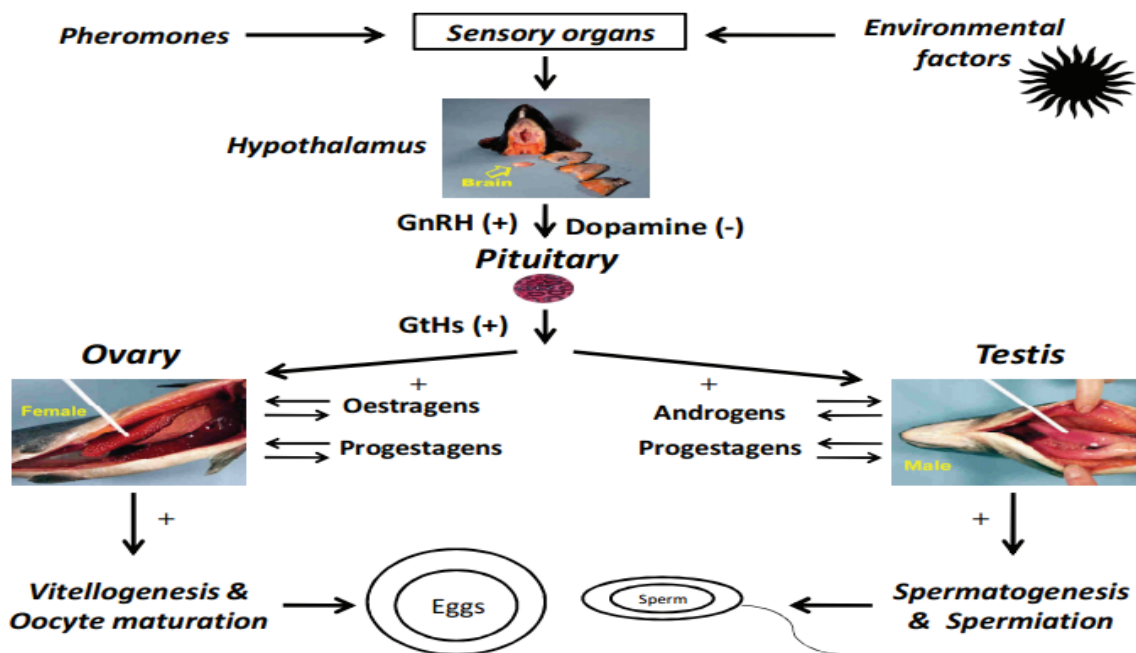 Pheromones
Sensory organs
Environmental
factors
Hypothalamus
Brain
GnRH (+)
Dopamine (-)
Pituitary
GtHs (+)
Ovary
Testis
+
+
Female
Oestragens
Androgens
Progestagens
Progestagens
Male
+
+
Vitellogenesis &
Oocyte maturation
Eggs
Sperm
Spermatogenesis
& Spermiation